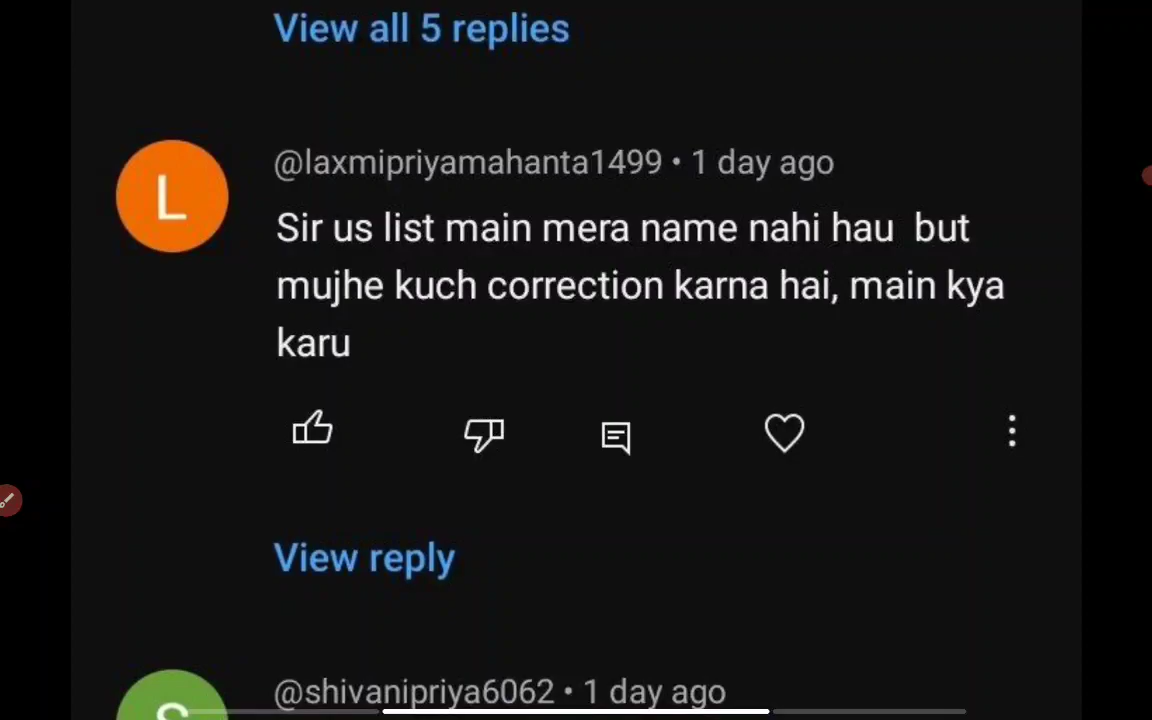 View all 5 replies
L
@laxmipriyamahanta1499 • 1 day ago
Sir us list main mera name nahi hau but
mujhe kuch correction karna hai, main kya
karu
View reply
S
@shivanipriya6062 • 1 day ago